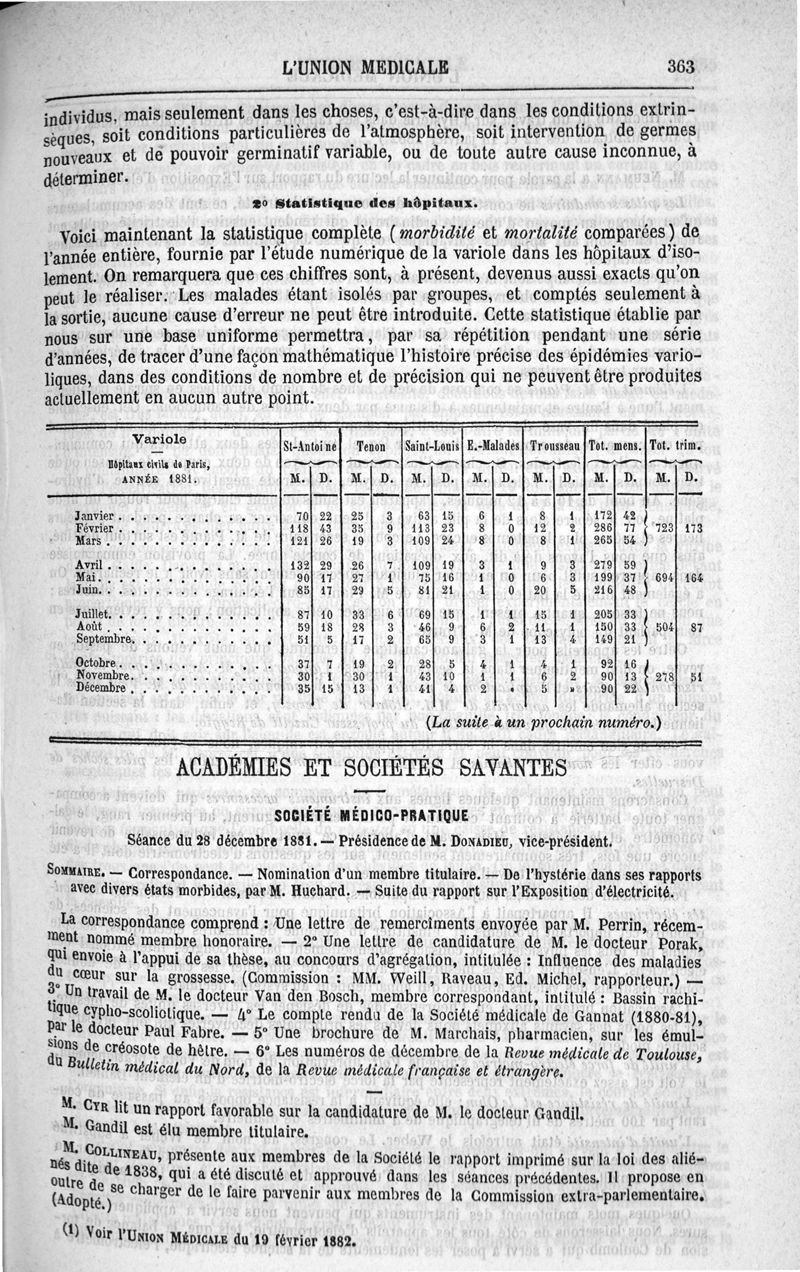 L'UNION MEDICALE 363
individus, mais seulement dans les choses, c'est-à-dire dans les conditions extrin-
sèques, soit conditions particulières de l'atmosphère, soit intervention de germes
nouveaux et de pouvoir germinatif variable, ou de toute autre cause inconnue, à
déterminer.
2º Statistique des hôpitaux.
Voici maintenant la statistique complète (morbidité et mortalité comparées) de
l'année entière, fournie par l'étude numérique de la variole dans les hôpitaux d'iso-
lement. On remarquera que ces chiffres sont, à présent, devenus aussi exacts qu'on
peut le réaliser. Les malades étant isolés par groupes, et comptés seulement à
la sortie, aucune cause d'erreur ne peut être introduite. Cette statistique établie par
nous sur une base uniforme permettra, par sa répétition pendant une série
d'années, de tracer d'une façon mathématique l'histoire précise des épidémies vario-
liques, dans des conditions de nombre et de précision qui ne peuvent être produites
actuellement en aucun autre point.
Variole — Hôpitaux civils de Paris, ANNÉE 1881. St-Antoine Tenon Saint-Louis E.-Malades Trousseau Tot. mens. Tot. trim.
M. D. M. D. M. D. M. D. M. D. M. D. M. D.
Janvier . . . . . . . . . . . . 70 22 25 3 63 15 6 1 8 1 172 42
Février . . . . . . . . . . . . 118 43 35 9 113 23 8 0 12 2 286 77 723 173
Mars . . . . . . . . . . . . . 121 26 19 3 109 24 8 0 8 1 265 54
Avril . . . . . . . . . . . . . 132 29 26 7 109 19 3 1 9 3 279 59
Mai . . . . . . . . . . . . . . 90 17 27 1 75 16 1 0 6 3 199 37 694 164
Juin. . . . . . . . . . . . . . 85 17 29 5 81 21 1 0 20 5 216 48
Juillet. . . . . . . . . . . . . 87 10 33 6 69 15 1 1 15 1 205 33
Août . . . . . . . . . . . . . 59 18 28 3 46 9 6 2 11 1 150 33 504 87
Septembre. . . . . . . . . . . 51 5 17 2 65 9 3 1 13 4 149 21
Octobre . . . . . . . . . . . . 37 7 19 2 28 5 4 1 4 1 92 16
Novembre. . . . . . . . . . . 30 1 30 1 43 10 1 1 6 2 90 13 278 51
Décembre . . . . . . . . . . . 35 15 13 1 41 4 2 » 5 » 90 22
(La suite à un prochain numéro.)
ACADÉMIES ET SOCIÉTÉS SAVANTES
SOCIÉTÉ MÉDICO-PRATIQUE
Séance du 28 décembre 1881. — Présidence de M. DONADIEU, vice-président.
SOMMAIRE. — Correspondance. — Nomination d'un membre titulaire. — De l'hystérie dans ses rapports
avec divers états morbides, par M. Huchard. — Suite du rapport sur l'Exposition d'électricité.
La correspondance comprend : Une lettre de remercîments envoyée par M. Perrin, récem-
ment nommé membre honoraire. — 2° Une lettre de candidature de M. le docteur Porak,
qui envoie à l'appui de sa thèse, au concours d'agrégation, intitulée : Influence des maladies
du cœur sur la grossesse. (Commission : MM. Weill, Raveau, Ed. Michel, rapporteur.) —
3° Un travail de M. le docteur Van den Bosch, membre correspondant, intitulé : Bassin rachi-
tique cypho-scoliotique. — 4° Le compte rendu de la Société médicale de Gannat (1880-81),
par le docteur Paul Fabre. — 5° Une brochure de M. Marchais, pharmacien, sur les émul-
sions de créosote de hêtre. — 6° Les numéros de décembre de la Revue médicale de Toulouse,
du Bulletin médical du Nord, de la Revue médicale française et étrangère.
M. CYR lit un rapport favorable sur la candidature de M. le docteur Gandil.
M. Gandil est élu membre titulaire.
M. COLLINEAU, présente aux membres de la Société le rapport imprimé sur la loi des alié-
nés dite de 1838, qui a été discuté et approuvé dans les séances précédentes. Il propose en
outre de se charger de le faire parvenir aux membres de la Commission extra-parlementaire.
(Adopté.)
(1) Voir l'UNION MÉDICALE du 19 février 1882.